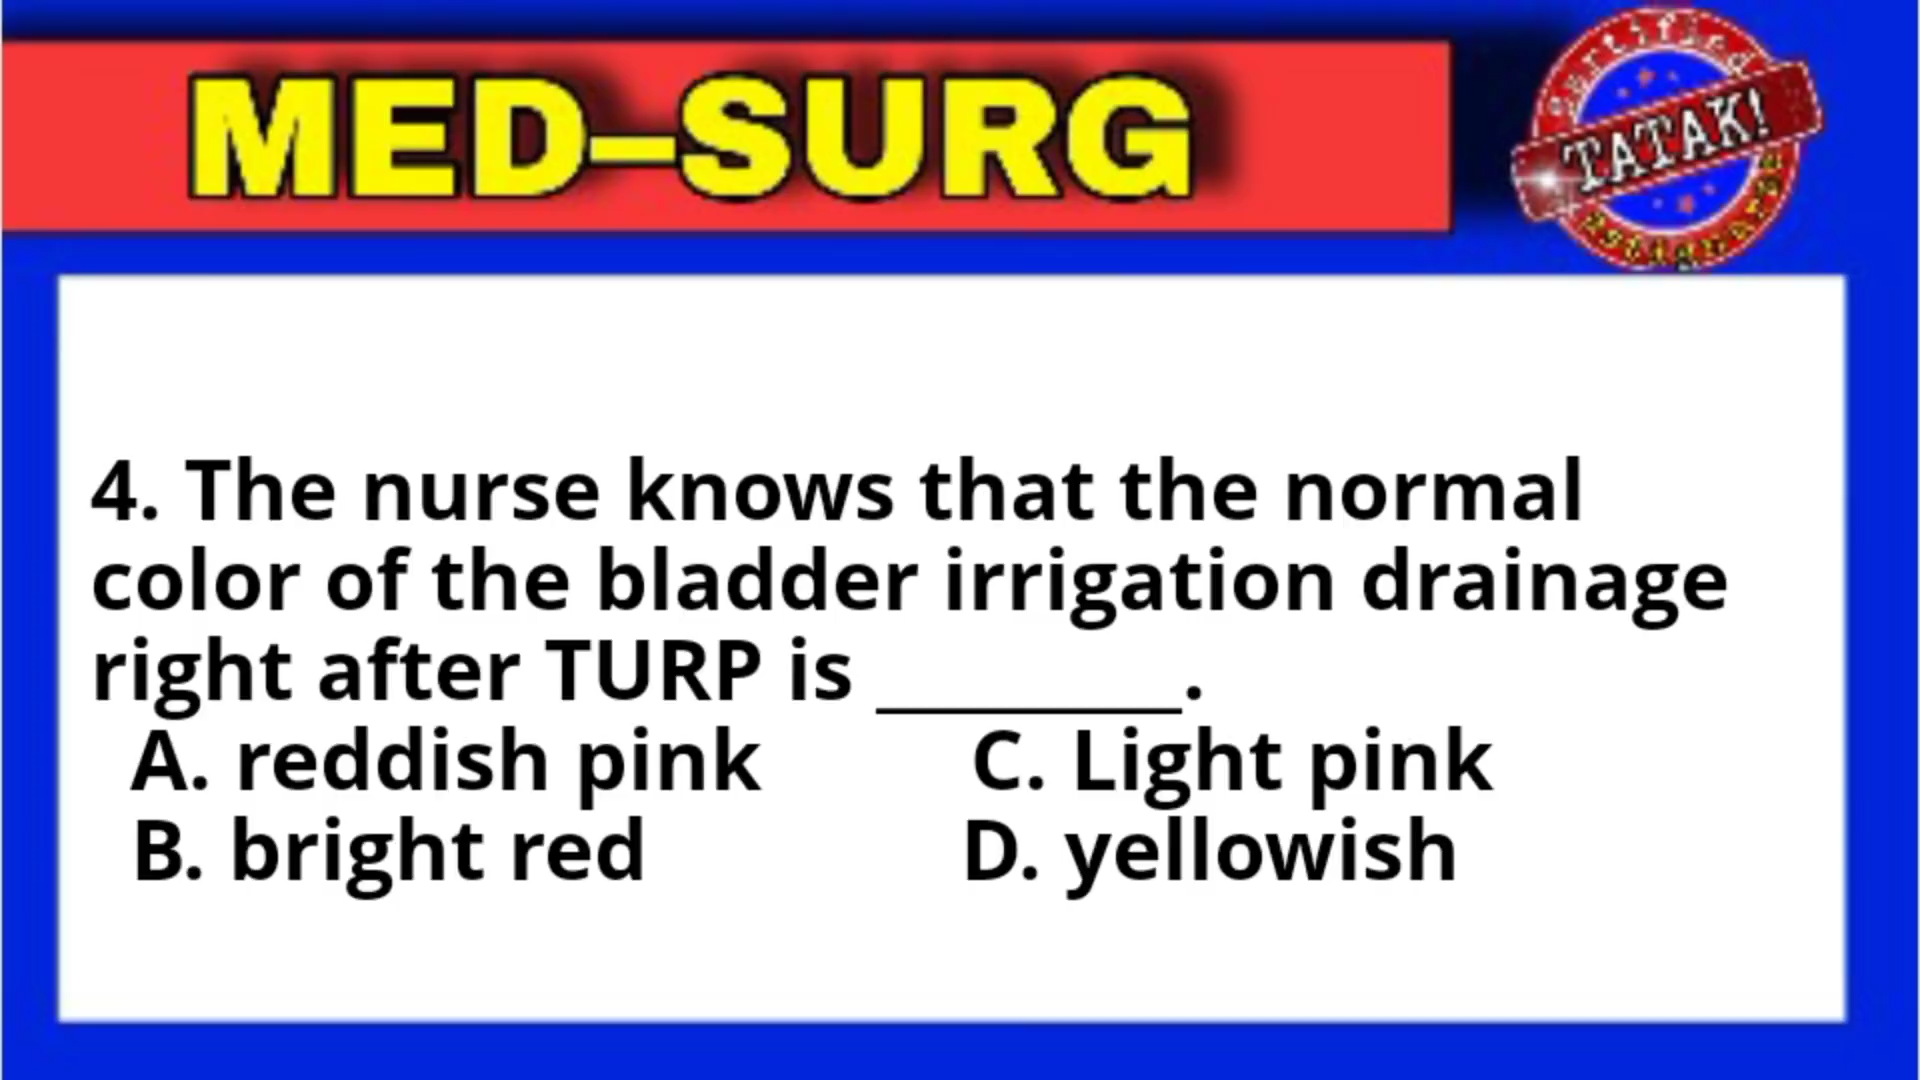 MED–SURG
certified
TATAK!
4. The nurse knows that the normal
color of the bladder irrigation drainage
right after TURP is ________.
A. reddish pink C. Light pink
B. bright red D. yellowish